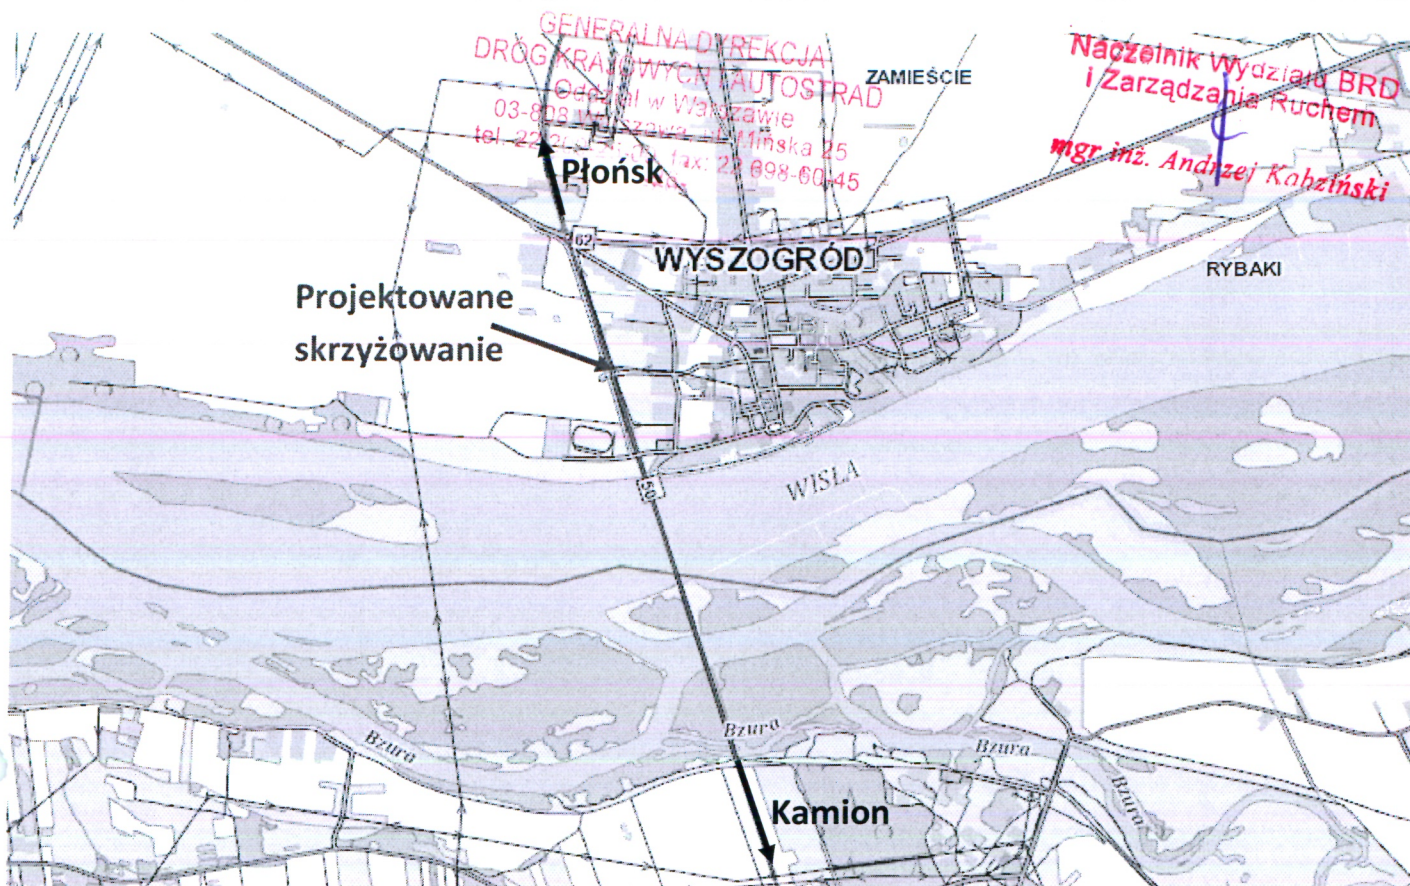 GENERALNA DYREKCJA
DRÓG KRAJOWYCH I AUTOSTRAD
Oddział w Warszawie
03-808 Warszawa, ul. Mińska 25
tel. 22 fax: 22 698-60-45
Naczelnik Wydziału BRD
i Zarządzania Ruchem
mgr inż. Andrzej Kobziński
ZAMIEŚCIE
Płońsk
62
WYSZOGRÓD
RYBAKI
Projektowane
skrzyżowanie
50
WISŁA
Bzura
Bzura
Bzura
Bzura
Kamion